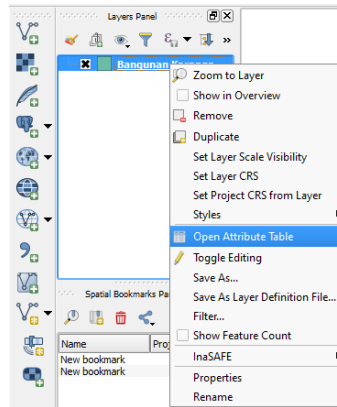 Layers Panel
Bangunan
Zoom to Layer
Show in Overview
Remove
Duplicate
Set Layer Scale Visibility
Set Layer CRS
Set Project CRS from Layer
Styles
Open Attribute Table
Toggle Editing
Save As...
Save As Layer Definition File...
Filter...
Show Feature Count
InaSAFE
Properties
Rename
Spatial Bookmarks Pa
Name Proj
New bookmark
New bookmark